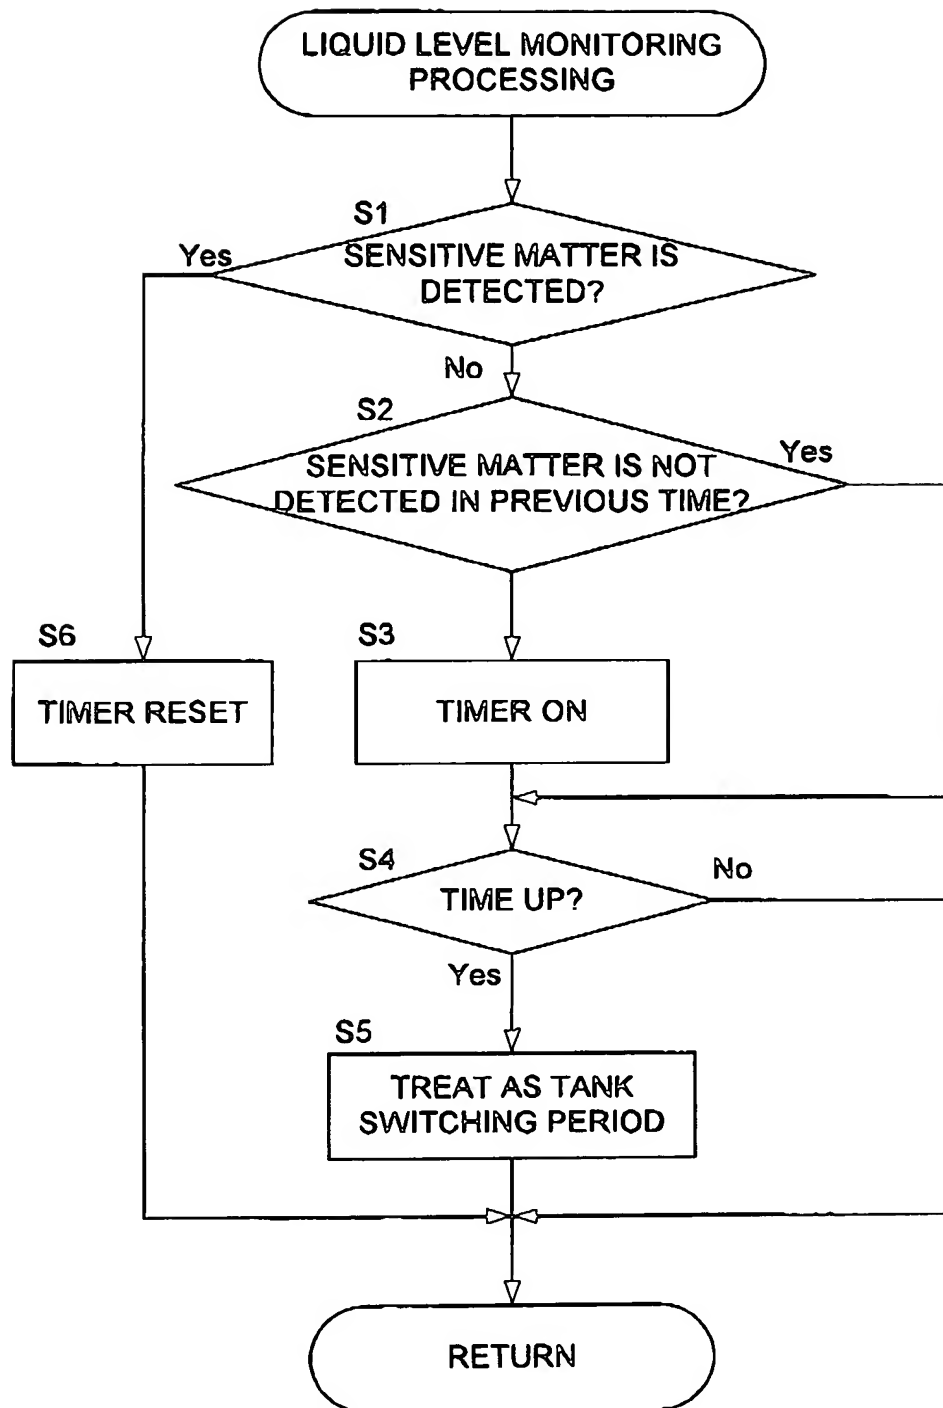 LIQUID LEVEL MONITORING
PROCESSING
S1
Yes
SENSITIVE MATTER IS
DETECTED?
No
S2
Yes
SENSITIVE MATTER IS NOT
DETECTED IN PREVIOUS TIME?
S6
S3
TIMER RESET
TIMER ON
S4
No
TIME UP?
Yes
S5
TREAT AS TANK
SWITCHING PERIOD
RETURN